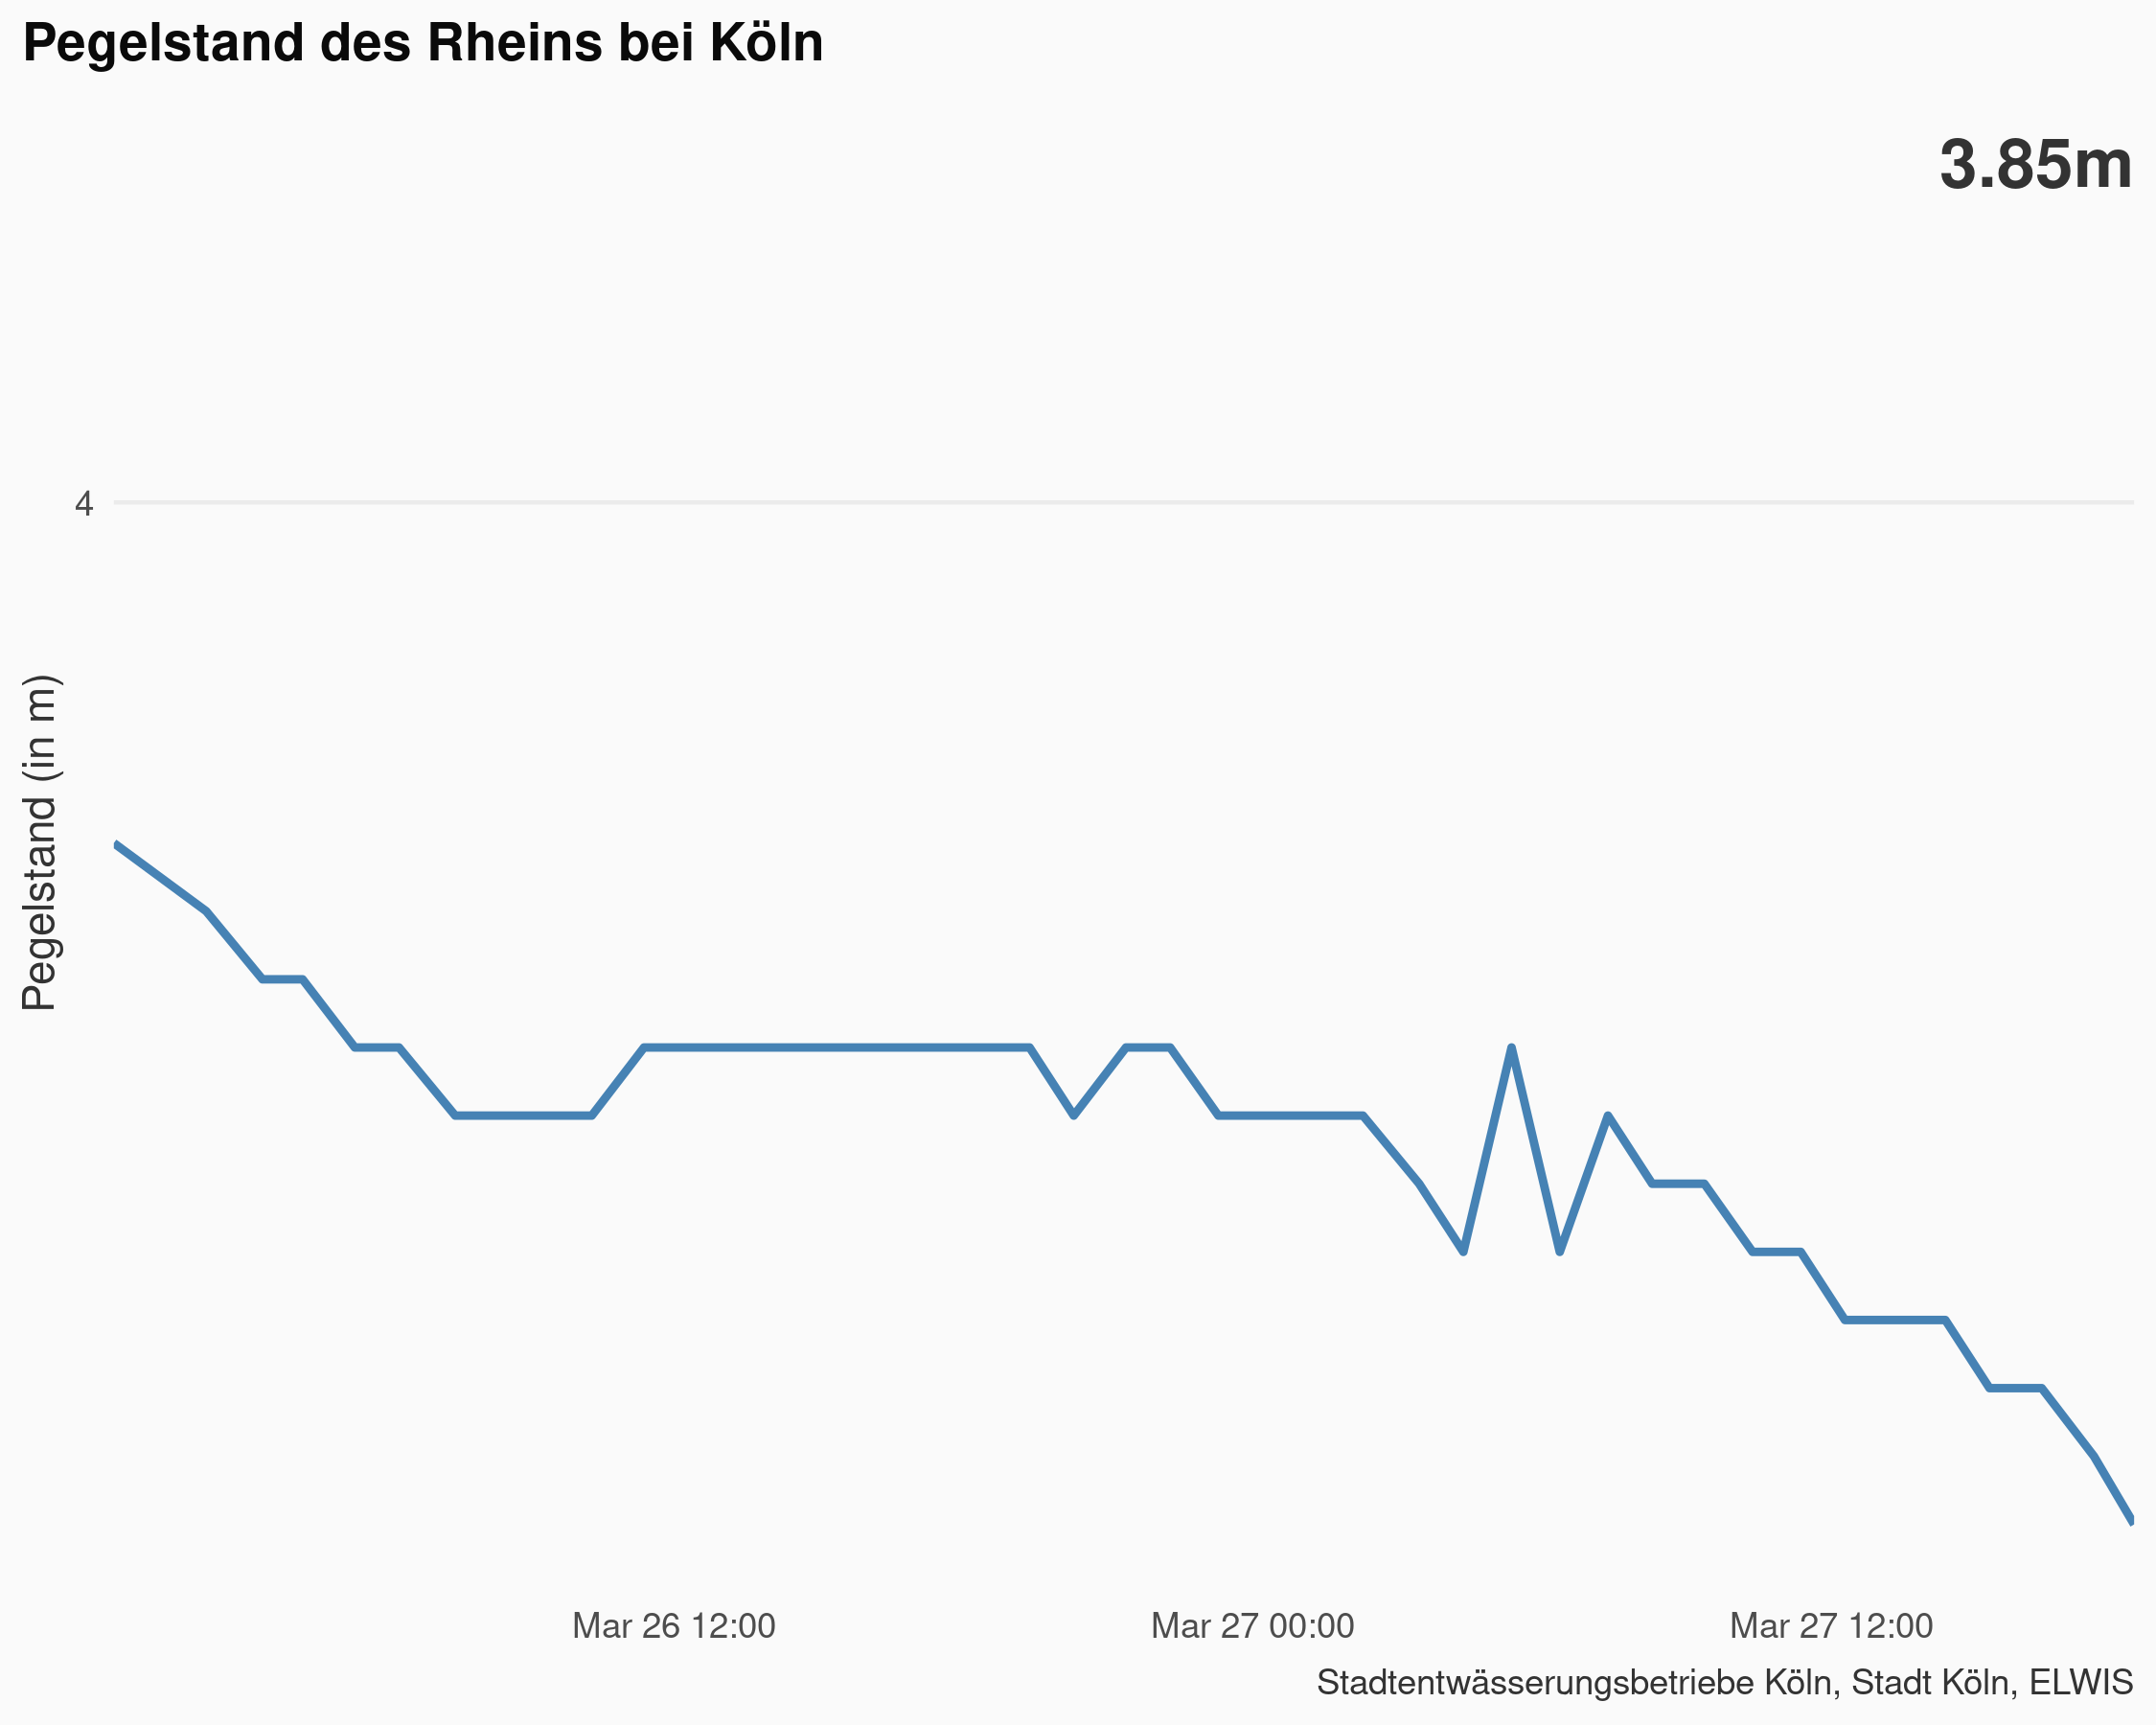 Pegelstand des Rheins bei Köln
3.85m
4
Pegelstand (in m)
Mar 26 12:00
Mar 27 00:00
Mar 27 12:00
Stadtentwässerungsbetriebe Köln, Stadt Köln, ELWIS